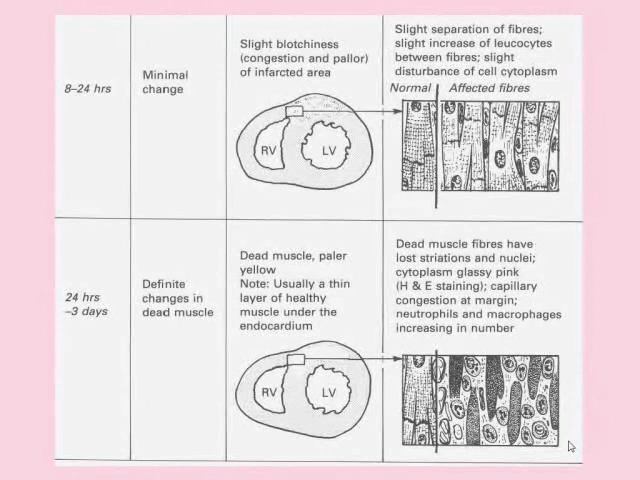 8–24 hrs
Minimal
change
Slight blotchiness
(congestion and pallor)
of infarcted area
RV
LV
Slight separation of fibres;
slight increase of leucocytes
between fibres; slight
disturbance of cell cytoplasm
Normal
Affected fibres
24 hrs
–3 days
Definite
changes in
dead muscle
Dead muscle, paler
yellow
Note: Usually a thin
layer of healthy
muscle under the
endocardium
RV
LV
Dead muscle fibres have
lost striations and nuclei;
cytoplasm glassy pink
(H & E staining); capillary
congestion at margin;
neutrophils and macrophages
increasing in number